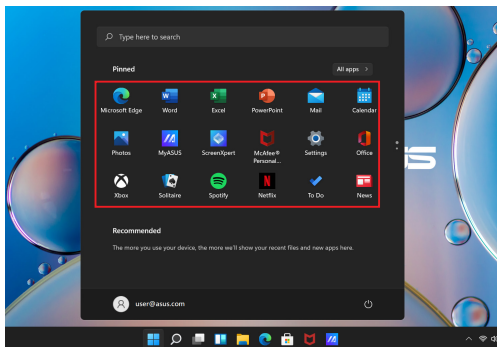 Type here to search
Pinned
All apps >
Microsoft Edge Word Excel PowerPoint Mail Calendar
Photos MyASUS ScreenXpert McAfee® Settings Office
Personal...
Xbox Solitaire Spotify Netflix To Do News
Recommended
The more you use your device, the more we'll show your recent files and new apps here.
user@asus.com